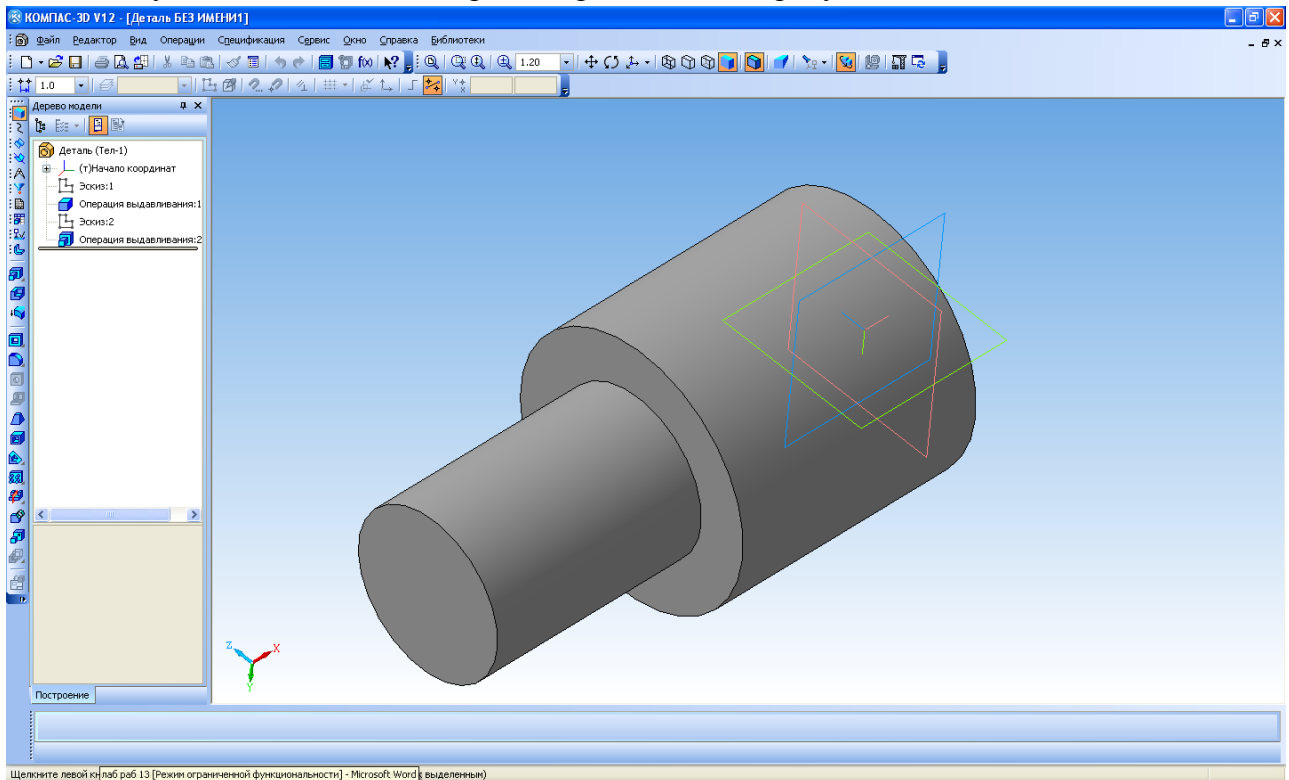 КОМПАС-3D V12 - [Деталь БЕЗ ИМЕНИ1]
Файл Редактор Вид Операции Спецификация Сервис Окно Справка Библиотеки
1.20
1.0
Дерево модели
Деталь (Тел-1)
(т)Начало координат
Эскиз:1
Операция выдавливания:1
Эскиз:2
Операция выдавливания:2
Z
X
Y
Построение
Щелкните левой кн
лаб раб 13 [Режим ограниченной функциональности] - Microsoft Word
с выделенным)